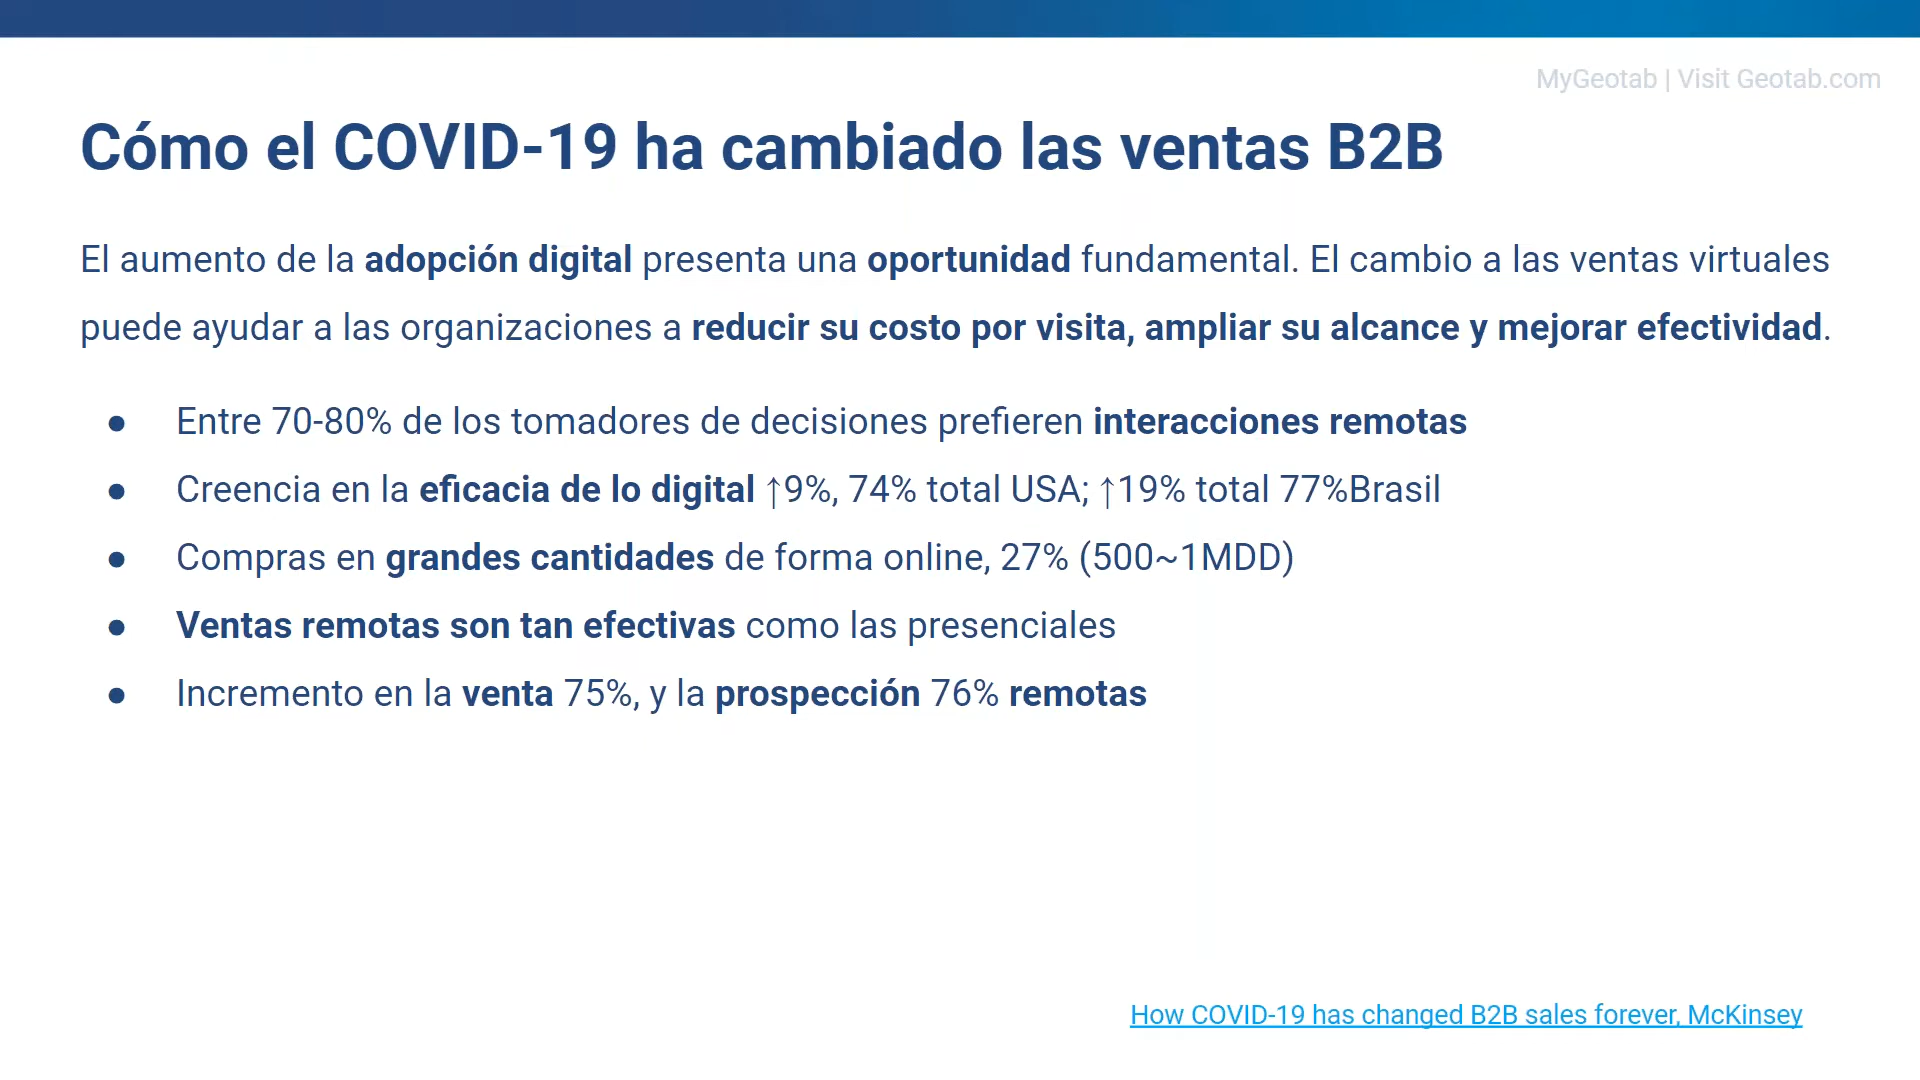 MyGeotab | Visit Geotab.com
Cómo el COVID-19 ha cambiado las ventas B2B
El aumento de la adopción digital presenta una oportunidad fundamental. El cambio a las ventas virtuales
puede ayudar a las organizaciones a reducir su costo por visita, ampliar su alcance y mejorar efectividad.
● Entre 70-80% de los tomadores de decisiones prefieren interacciones remotas
● Creencia en la eficacia de lo digital ↑9%, 74% total USA; ↑19% total 77%Brasil
● Compras en grandes cantidades de forma online, 27% (500~1MDD)
● Ventas remotas son tan efectivas como las presenciales
● Incremento en la venta 75%, y la prospección 76% remotas
How COVID-19 has changed B2B sales forever, McKinsey